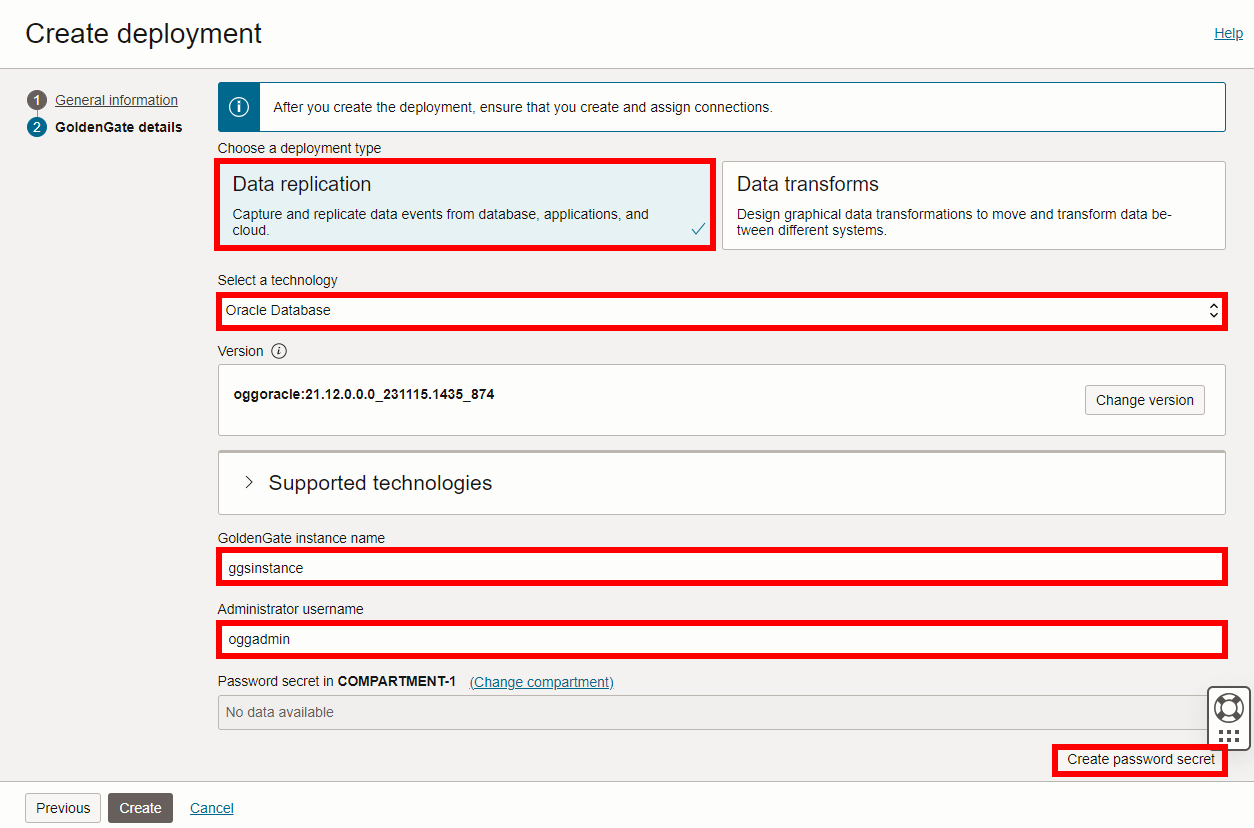 Create deployment
Help
1 General information
2 GoldenGate details
After you create the deployment, ensure that you create and assign connections.
Choose a deployment type
Data replication
Capture and replicate data events from database, applications, and
cloud.
Data transforms
Design graphical data transformations to move and transform data be-
tween different systems.
Select a technology
Oracle Database
Version
oggoracle:21.12.0.0.0_231115.1435_874
Change version
Supported technologies
GoldenGate instance name
ggsinstance
Administrator username
oggadmin
Password secret in COMPARTMENT-1 (Change compartment)
No data available
Create password secret
Previous
Create
Cancel